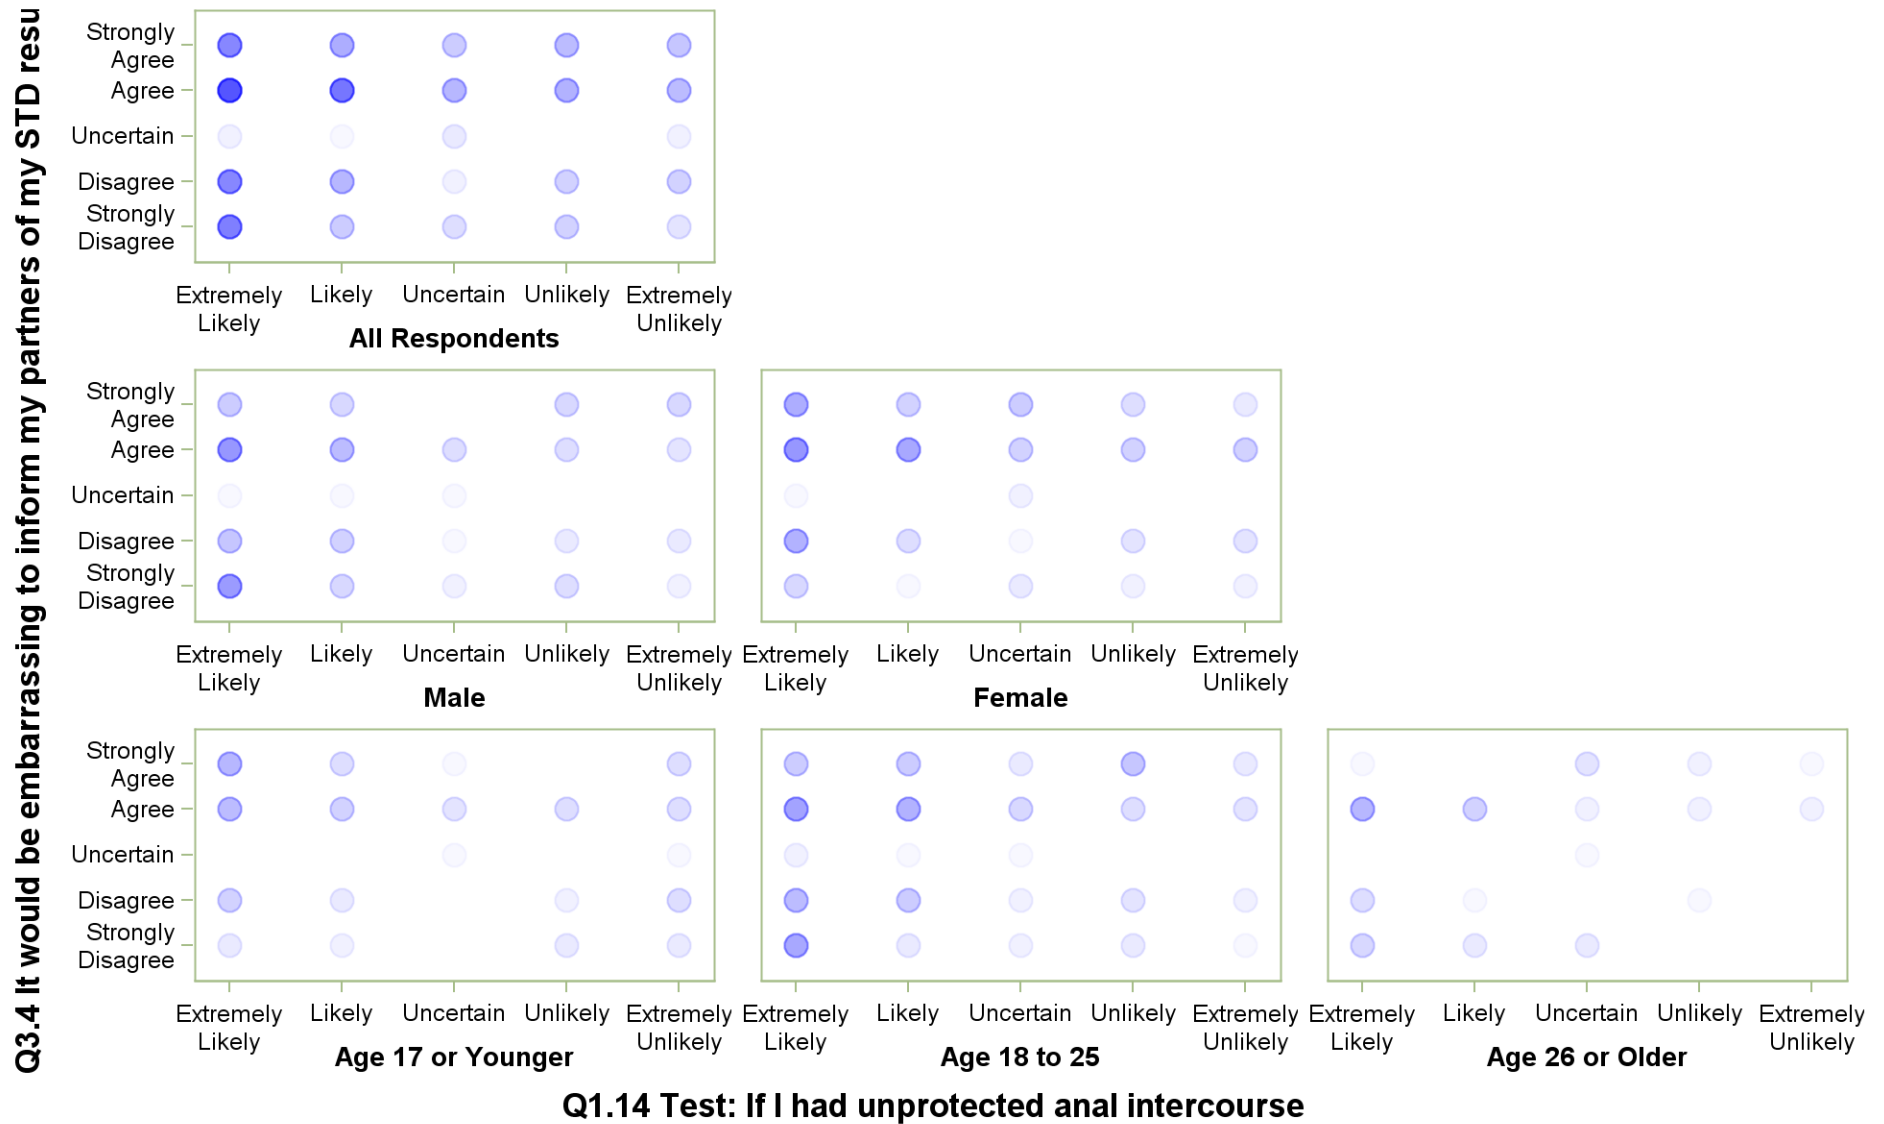 Q3.4 It would be embarrassing to inform my partners of my STD resu
Strongly
Agree
Agree
Uncertain
Disagree
Strongly
Disagree
Extremely
Likely
Likely
Uncertain
Unlikely
Extremely
Unlikely
All Respondents
Strongly
Agree
Agree
Uncertain
Disagree
Strongly
Disagree
Extremely
Likely
Likely
Uncertain
Unlikely
Extremely
Unlikely
Male
Extremely
Likely
Likely
Uncertain
Unlikely
Extremely
Unlikely
Female
Strongly
Agree
Agree
Uncertain
Disagree
Strongly
Disagree
Extremely
Likely
Likely
Uncertain
Unlikely
Extremely
Unlikely
Age 17 or Younger
Extremely
Likely
Likely
Uncertain
Unlikely
Extremely
Unlikely
Age 18 to 25
Extremely
Likely
Likely
Uncertain
Unlikely
Extremely
Unlikely
Age 26 or Older
Q1.14 Test: If I had unprotected anal intercourse